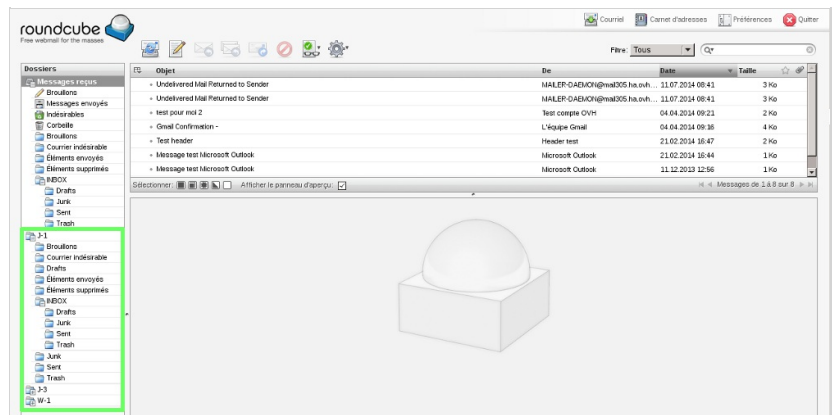 roundcube
Free webmail for the masses
Courriel Carnet d'adresses Préférences Quitter
Filtre: Tous
Dossiers
Messages reçus
Brouillons
Messages envoyés
Indésirables
Corbeille
Brouillons
Courrier indésirable
Éléments envoyés
Éléments supprimés
INBOX
Drafts
Junk
Sent
Trash
J-1
Brouillons
Courrier indésirable
Drafts
Éléments envoyés
Éléments supprimés
INBOX
Drafts
Junk
Sent
Trash
Junk
Sent
Trash
J-3
W-1
Objet De Date Taille
Undelivered Mail Returned to Sender MAILER-DAEMON@mail305.ha.ovh... 11.07.2014 08:41 3 Ko
Undelivered Mail Returned to Sender MAILER-DAEMON@mail305.ha.ovh... 11.07.2014 08:41 3 Ko
test pour moi 2 Test compte OVH 04.04.2014 09:21 2 Ko
Gmail Confirmation - L'équipe Gmail 04.04.2014 09:16 4 Ko
Test header Header test 21.02.2014 16:47 2 Ko
Message test Microsoft Outlook Microsoft Outlook 21.02.2014 16:44 1 Ko
Message test Microsoft Outlook Microsoft Outlook 11.12.2013 12:56 1 Ko
Sélectionner: Afficher le panneau d'aperçu: Messages de 1 à 8 sur 8